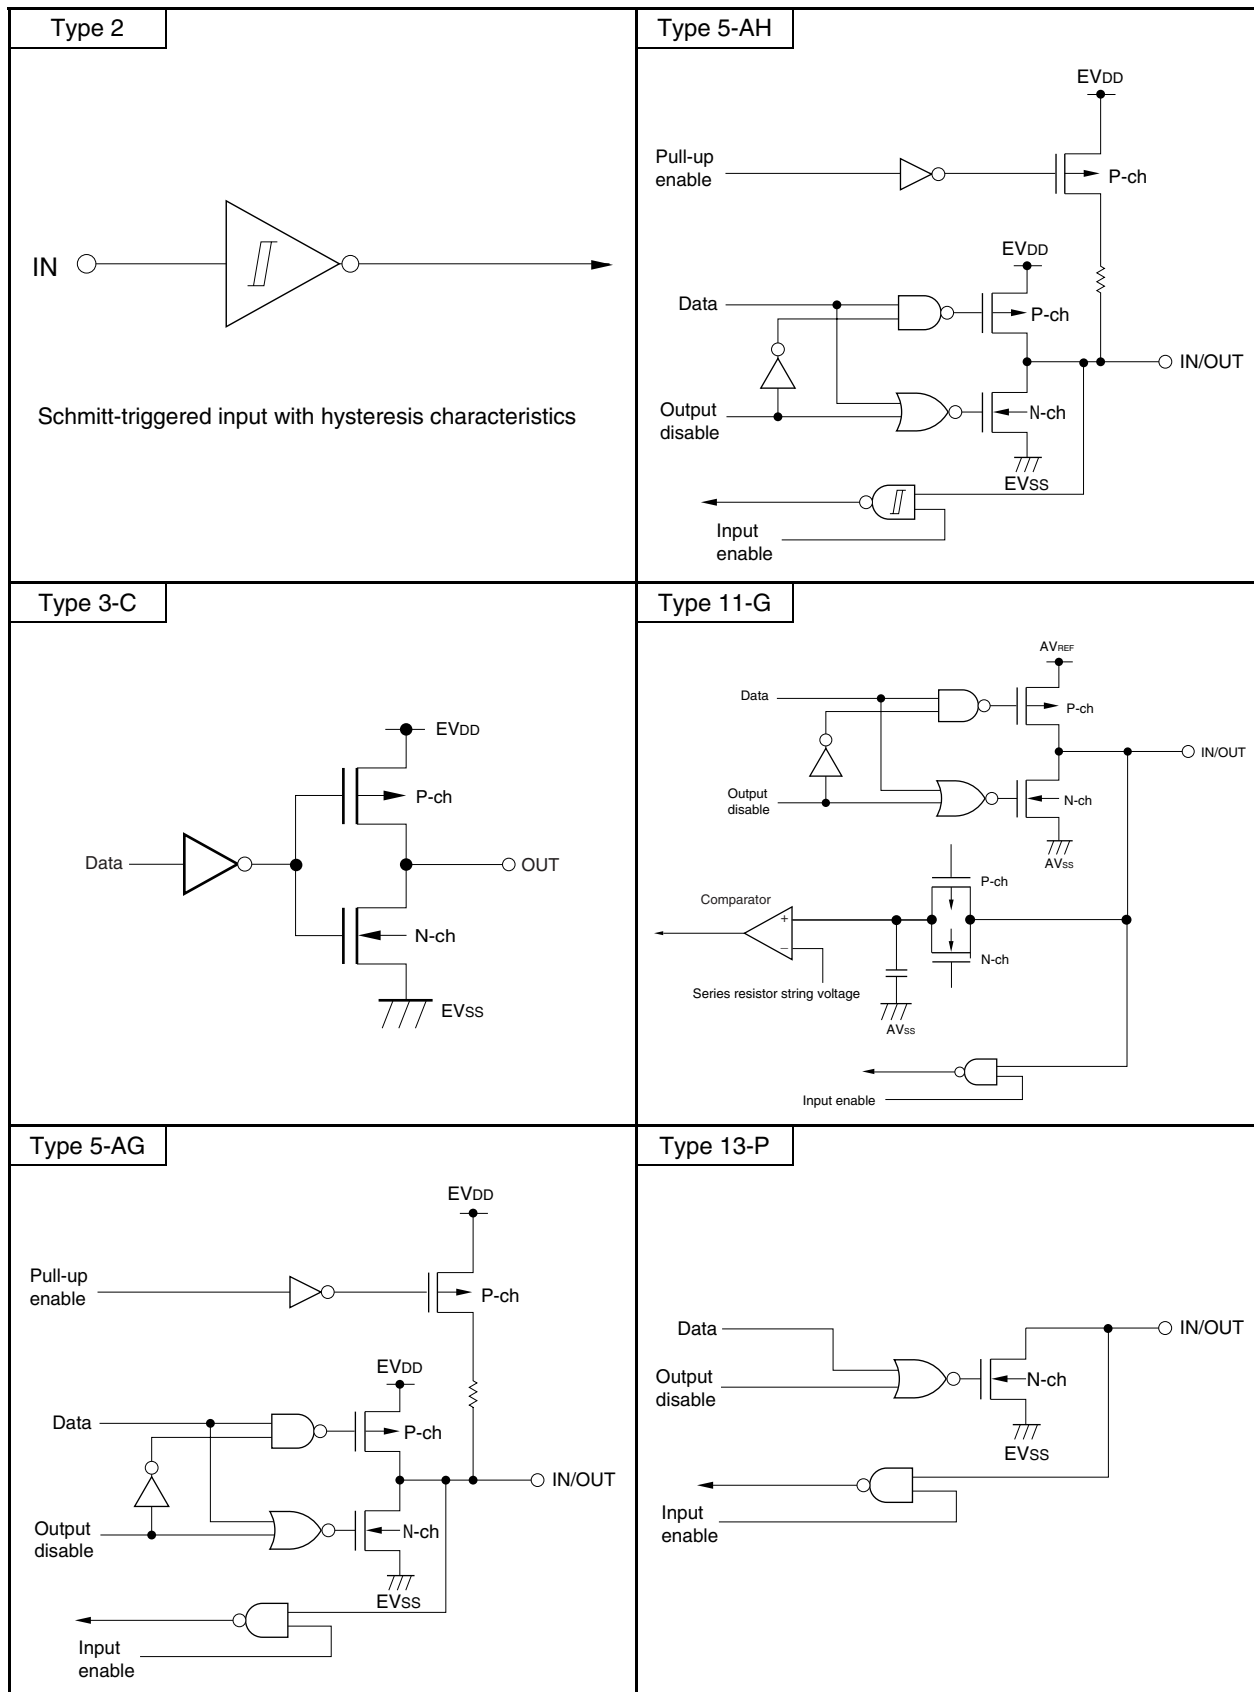 Type 2
IN
Schmitt-triggered input with hysteresis characteristics
Type 5-AH
EVDD
Pull-up
enable
P-ch
EVDD
Data
P-ch
IN/OUT
Output
disable
N-ch
EVSS
Input
enable
Type 3-C
EVDD
P-ch
Data
OUT
N-ch
EVSS
Type 11-G
AVREF
Data
P-ch
IN/OUT
Output
disable
N-ch
AVSS
P-ch
Comparator
+
−
N-ch
Series resistor string voltage
AVSS
Input enable
Type 5-AG
EVDD
Pull-up
enable
P-ch
EVDD
Data
P-ch
IN/OUT
Output
disable
N-ch
EVSS
Input
enable
Type 13-P
Data
IN/OUT
Output
disable
N-ch
EVSS
Input
enable